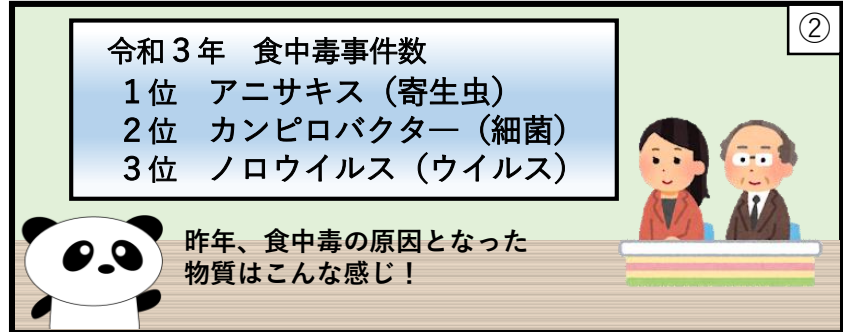 ②
令和３年　食中毒事件数
１位　アニサキス（寄生虫）
２位　カンピロバクター（細菌）
３位　ノロウイルス（ウイルス）
昨年、食中毒の原因となった
物質はこんな感じ！